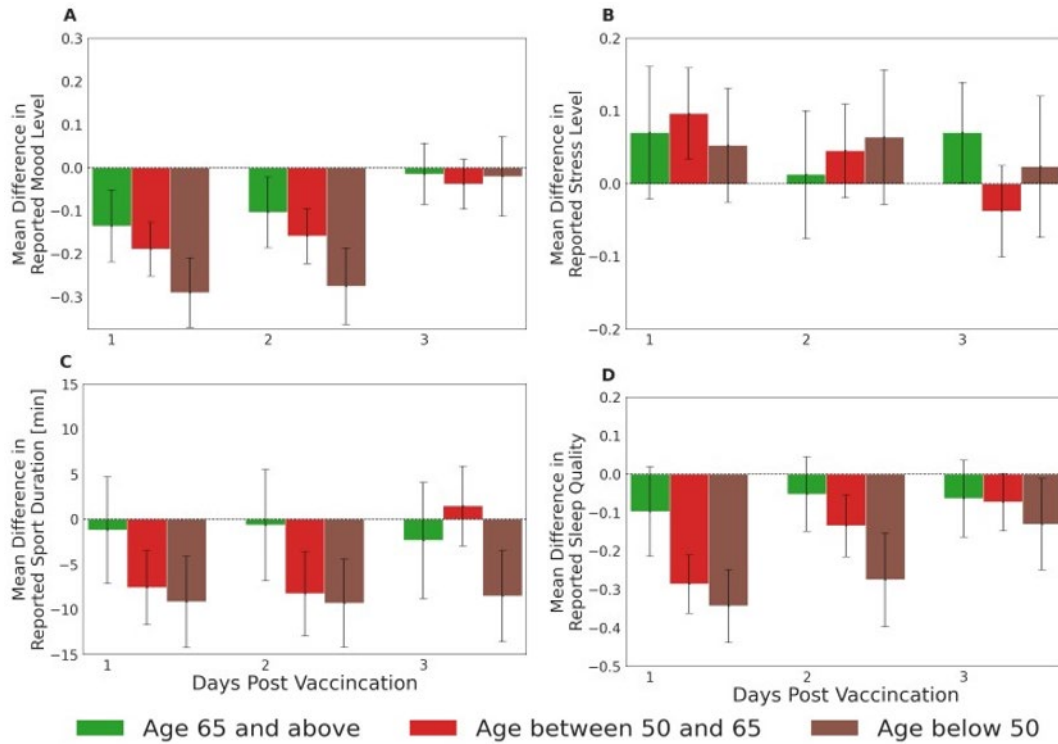 A
Mean Difference in
Reported Mood Level
0.3
0.2
0.1
0.0
−0.1
−0.2
−0.3
1
2
3
B
Mean Difference in
Reported Stress Level
0.2
0.1
0.0
−0.1
−0.2
1
2
3
C
Mean Difference in
Reported Sport Duration [min]
15
10
5
0
−5
−10
−15
1
2
3
Days Post Vaccincation
D
Mean Difference in
Reported Sleep Quality
0.2
0.1
0.0
−0.1
−0.2
−0.3
−0.4
−0.5
1
2
3
Days Post Vaccincation
Age 65 and above
Age between 50 and 65
Age below 50